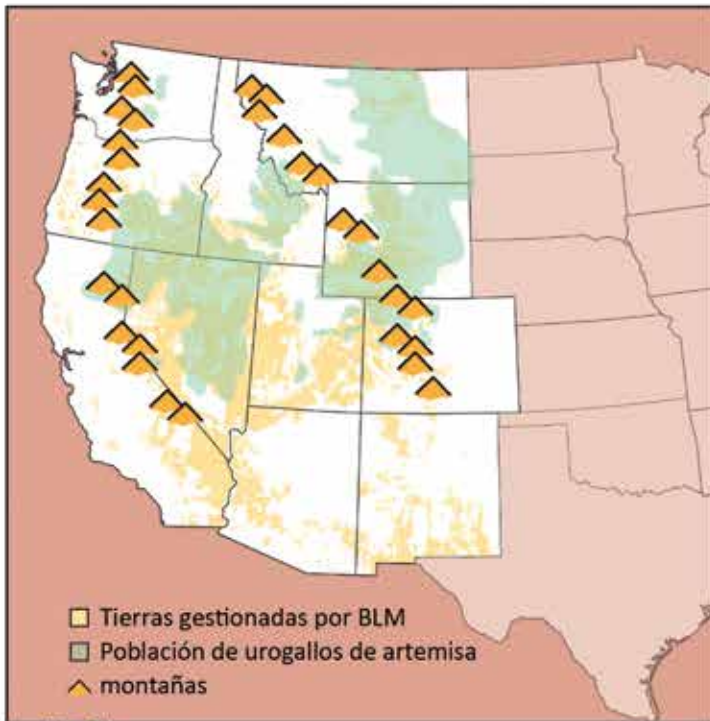 Tierras gestionadas por BLM
Población de urogallos de artemisa
montañas